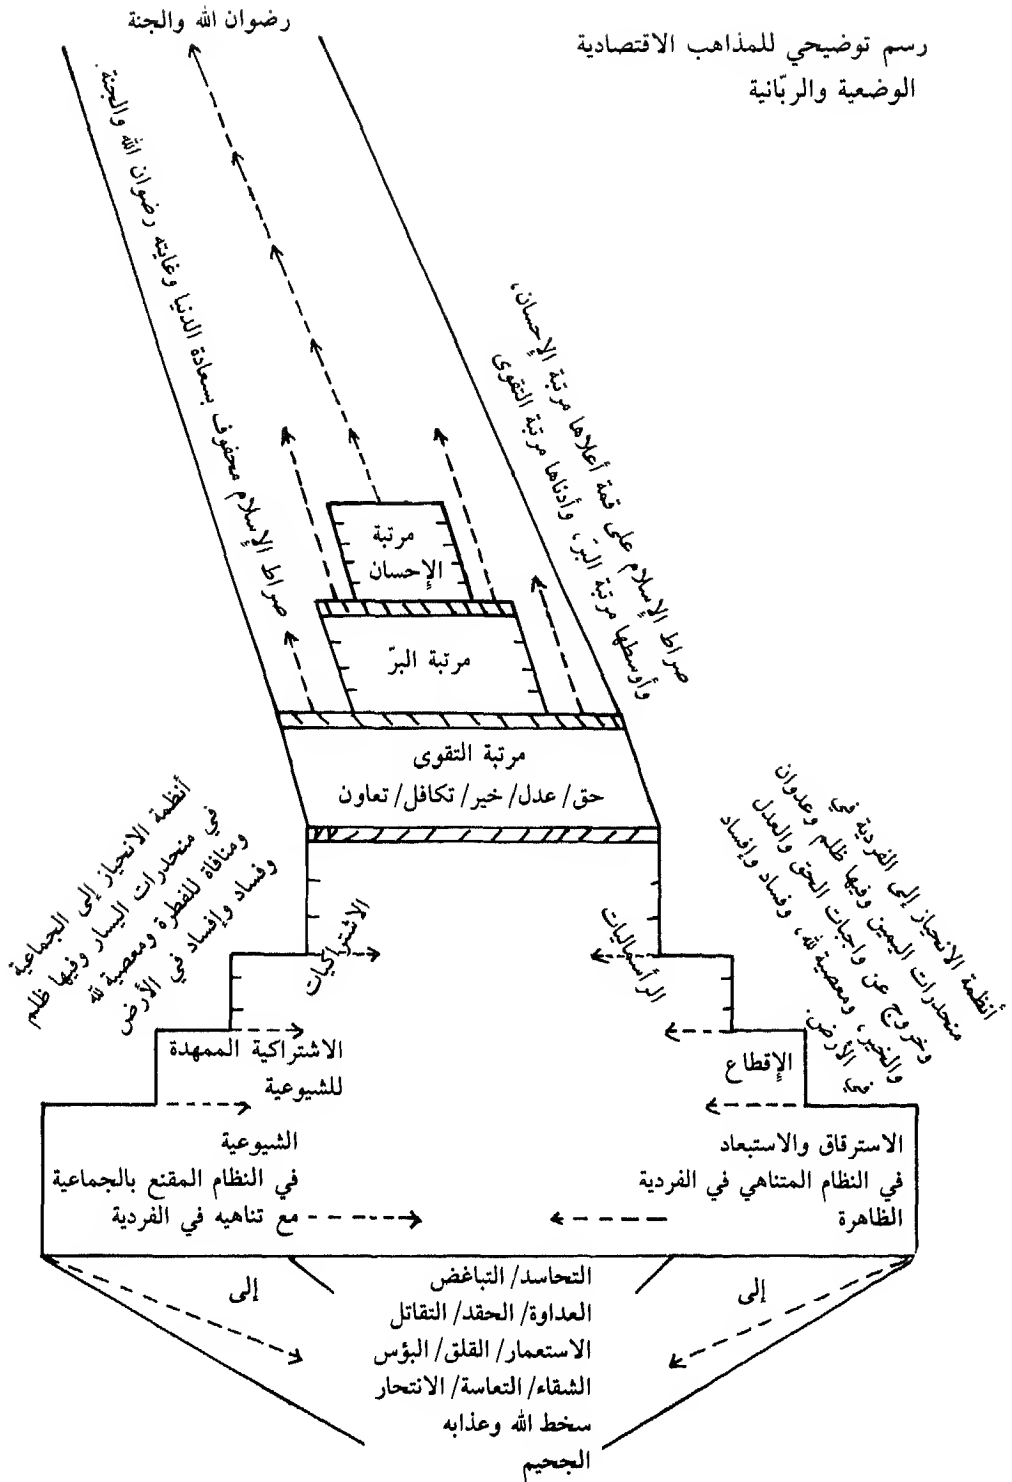 رسم توضيحي للمذاهب الاقتصادية
الوضعية والربّانية
رضوان الله والجنة
صراط الإسلام محفوف بسعادة الدنيا وغايته رضوان الله والجنة.
صراط الإسلام على قمة أعلاها مرتبة الإحسان،
وأوسطها مرتبة البرّ، وأدناها مرتبة التقوى
مرتبة
الإحسان
مرتبة البرّ
مرتبة التقوى
حق/ عدل/ خير/ تكافل/ تعاون
أنظمة الانحياز إلى الفردية في
منحدرات اليمين وفيها ظلم وعدوان
وخروج عن واجبات الحق والعدل
والخير، ومعصية لله، وفساد وإفساد
في الأرض.
أنظمة الانحياز إلى الجماعية
في منحدرات اليسار وفيها ظلم
ومنافاة للفطرة ومعصية لله
وفساد وإفساد في الأرض
الرأسماليات
الاشتراكيات
الإقطاع
الاشتراكية الممهدة
للشيوعية
الاسترقاق والاستبعاد
في النظام المتناهي في الفردية
الظاهرة
الشيوعية
في النظام المقنع بالجماعية
مع تناهيه في الفردية
إلى
إلى
التحاسد/ التباغض
العداوة/ الحقد/ التقاتل
الاستعمار/ القلق/ البؤس
الشقاء/ التعاسة/ الانتحار
سخط الله وعذابه
الجحيم